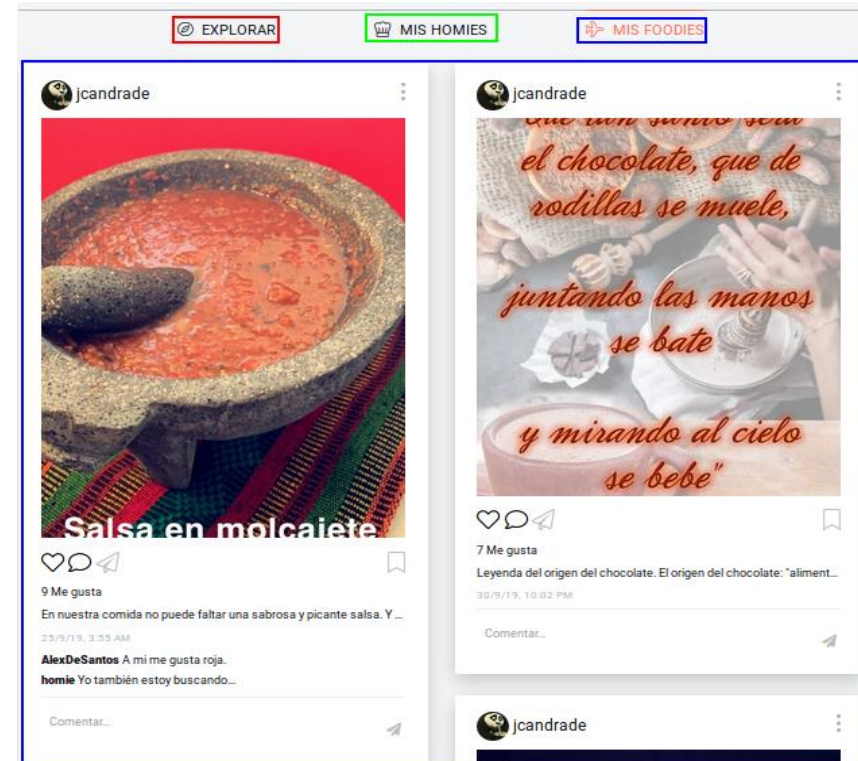 EXPLORAR
MIS HOMIES
MIS FOODIES
jcandrade
Salsa en molcajete
9 Me gusta
En nuestra comida no puede faltar una sabrosa y picante salsa. Y ...
25/9/19, 3:55 AM
AlexDeSantos A mi me gusta roja.
homie Yo también estoy buscando...
Comentar...
jcandrade
Que tan santo será
el chocolate, que de
rodillas se muele,
juntando las manos
se bate
y mirando al cielo
se bebe"
7 Me gusta
Leyenda del origen del chocolate. El origen del chocolate: "aliment...
30/9/19, 10:02 PM
Comentar...
jcandrade